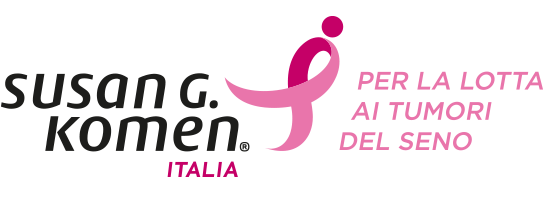 susan g.
komen®
ITALIA
PER LA LOTTA
AI TUMORI
DEL SENO